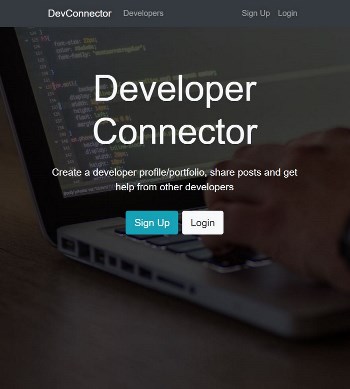 DevConnector Developers Sign Up Login
Developer
Connector
Create a developer profile/portfolio, share posts and get
help from other developers
Sign Up Login